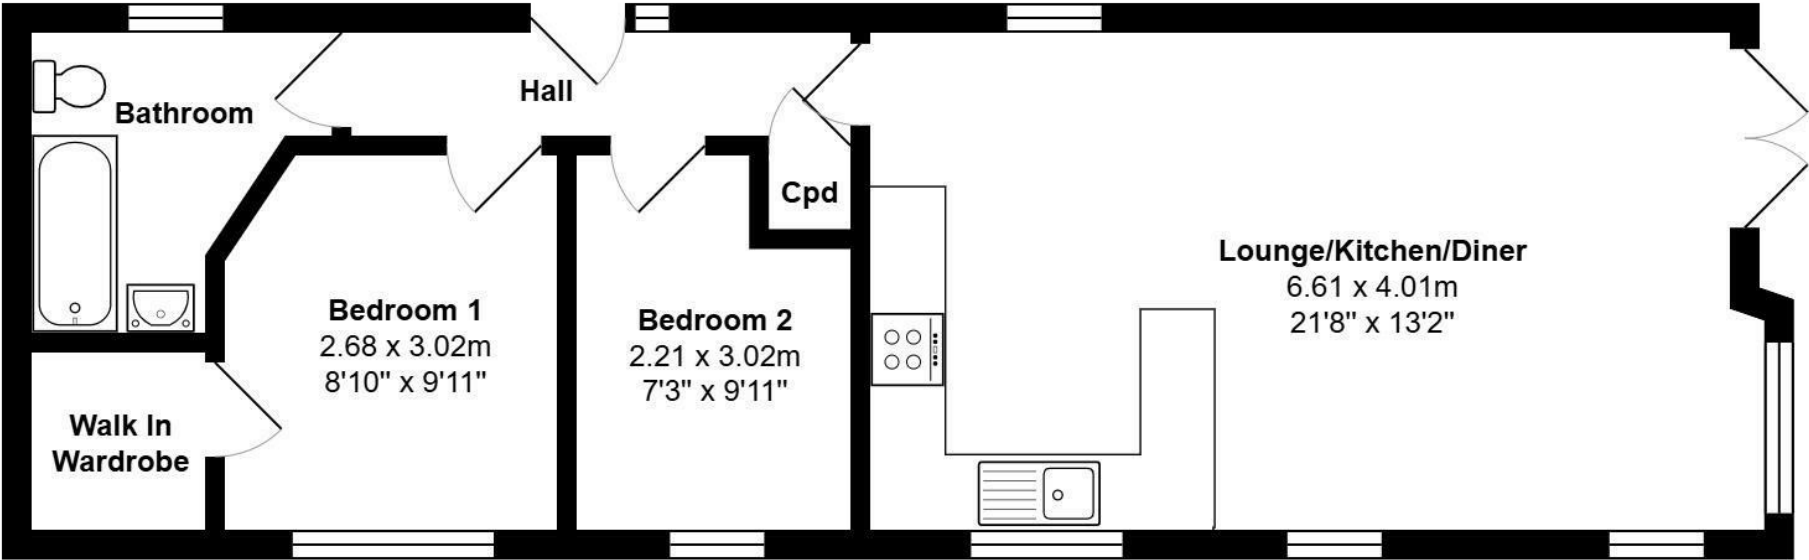 Bathroom
Hall
Cpd
Bedroom 1
2.68 x 3.02m
8'10" x 9'11"
Bedroom 2
2.21 x 3.02m
7'3" x 9'11"
Walk In
Wardrobe
Lounge/Kitchen/Diner
6.61 x 4.01m
21'8" x 13'2"